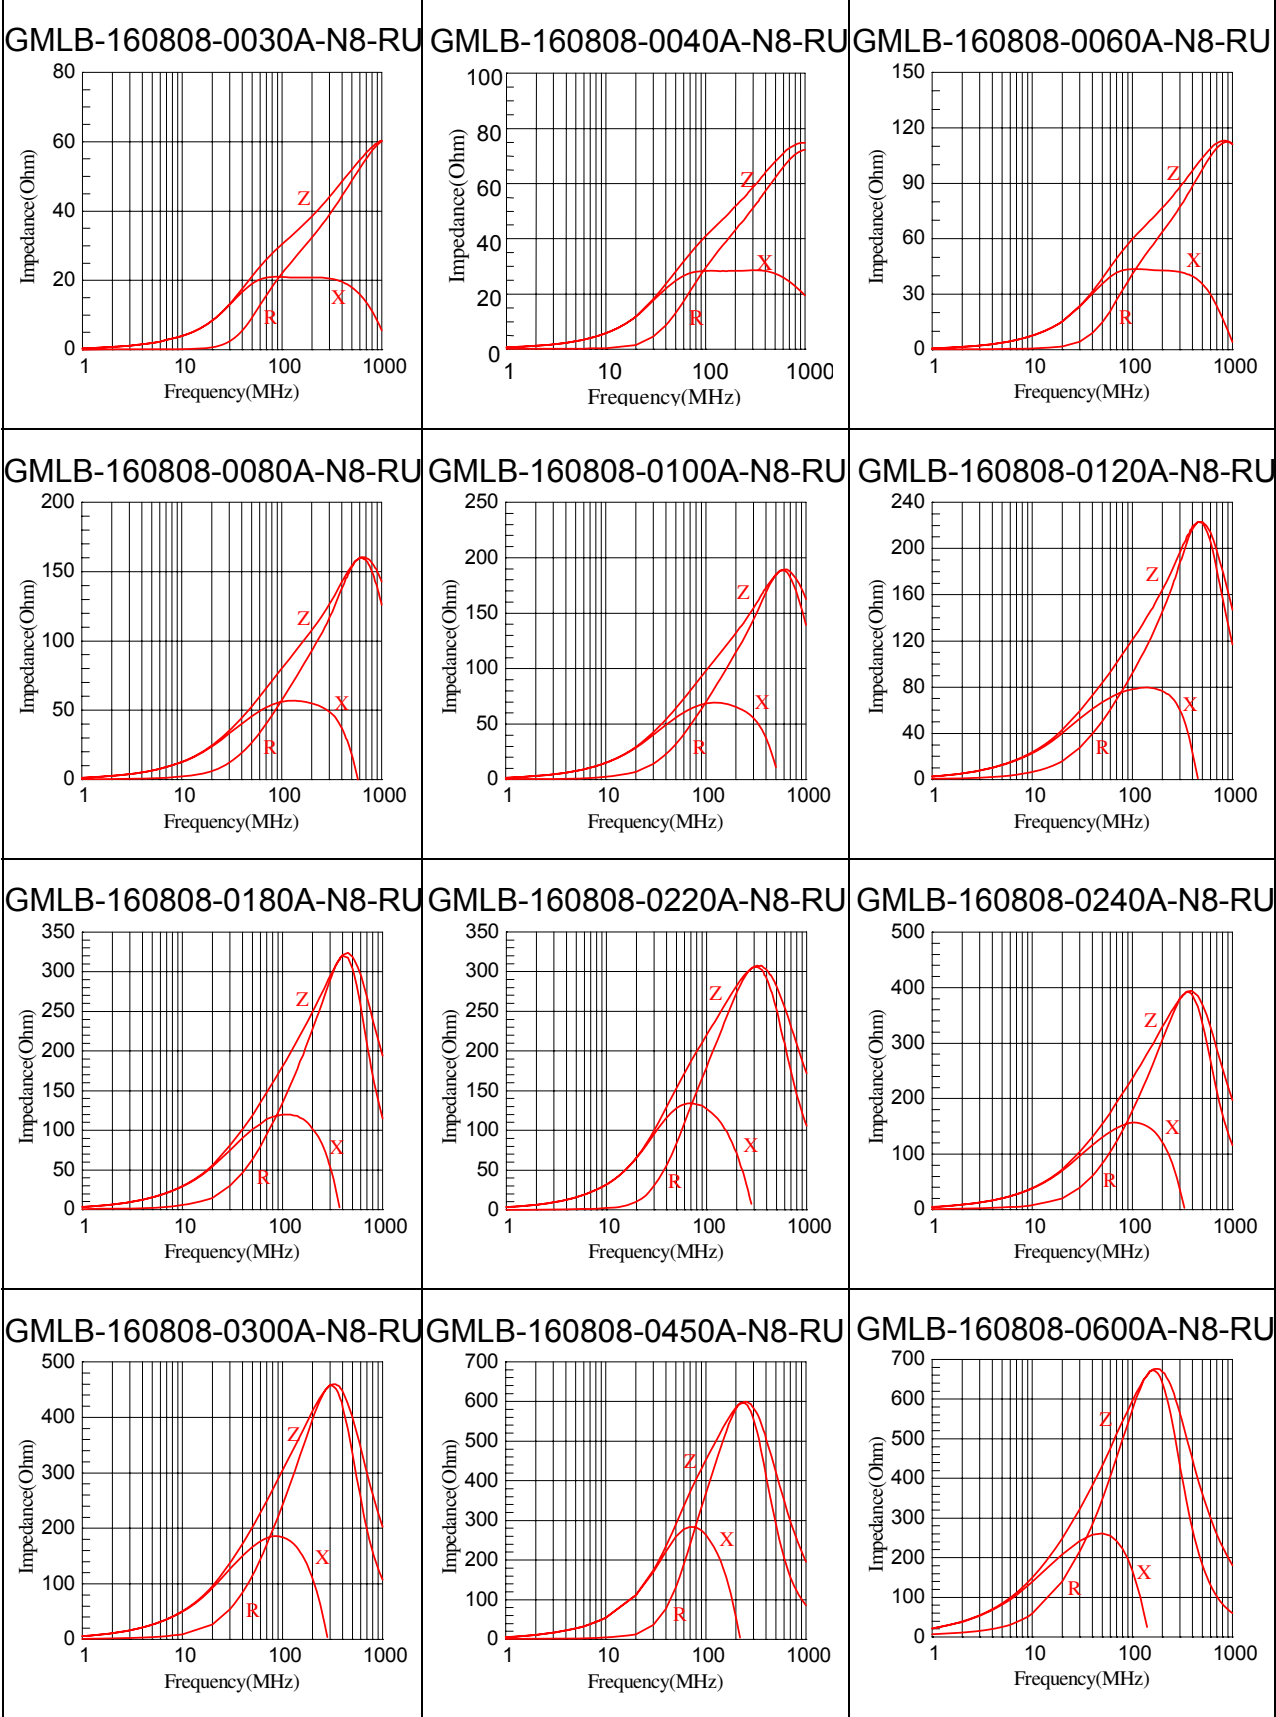 GMLB-160808-0030A-N8-RU
80
60
40
20
0
Impedance(Ohm)
Z
X
R
1 10 100 1000
Frequency(MHz)
GMLB-160808-0040A-N8-RU
100
80
60
40
20
0
Impedance(Ohm)
Z
X
R
1 10 100 1000
Frequency(MHz)
GMLB-160808-0060A-N8-RU
150
120
90
60
30
0
Impedance(Ohm)
Z
X
R
1 10 100 1000
Frequency(MHz)
GMLB-160808-0080A-N8-RU
200
150
100
50
0
Impedance(Ohm)
Z
X
R
1 10 100 1000
Frequency(MHz)
GMLB-160808-0100A-N8-RU
250
200
150
100
50
0
Impedance(Ohm)
Z
X
R
1 10 100 1000
Frequency(MHz)
GMLB-160808-0120A-N8-RU
240
200
160
120
80
40
0
Impedance(Ohm)
Z
X
R
1 10 100 1000
Frequency(MHz)
GMLB-160808-0180A-N8-RU
350
300
250
200
150
100
50
0
Impedance(Ohm)
Z
X
R
1 10 100 1000
Frequency(MHz)
GMLB-160808-0220A-N8-RU
350
300
250
200
150
100
50
0
Impedance(Ohm)
Z
X
R
1 10 100 1000
Frequency(MHz)
GMLB-160808-0240A-N8-RU
500
400
300
200
100
0
Impedance(Ohm)
Z
X
R
1 10 100 1000
Frequency(MHz)
GMLB-160808-0300A-N8-RU
500
400
300
200
100
0
Impedance(Ohm)
Z
X
R
1 10 100 1000
Frequency(MHz)
GMLB-160808-0450A-N8-RU
700
600
500
400
300
200
100
0
Impedance(Ohm)
Z
X
R
1 10 100 1000
Frequency(MHz)
GMLB-160808-0600A-N8-RU
700
600
500
400
300
200
100
0
Impedance(Ohm)
Z
X
R
1 10 100 1000
Frequency(MHz)